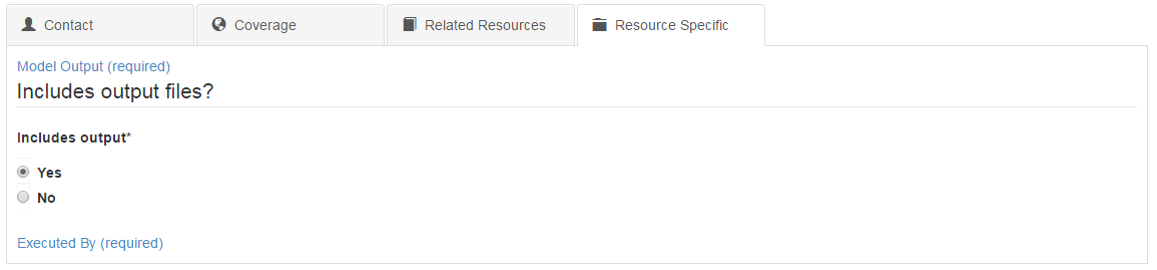 Contact
Coverage
Related Resources
Resource Specific
Model Output (required)
Includes output files?
Includes output*
Yes
No
Executed By (required)